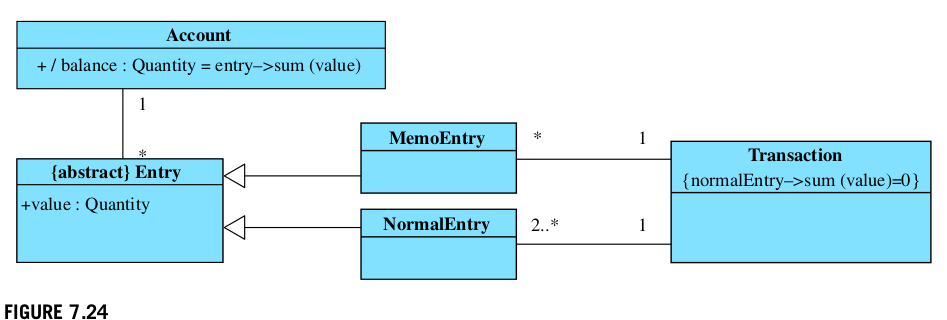 Account
+ / balance : Quantity = entry–>sum (value)
1
*
{abstract} Entry
+value : Quantity
MemoEntry
*
1
NormalEntry
2..*
1
Transaction
{normalEntry–>sum (value)=0}
FIGURE 7.24